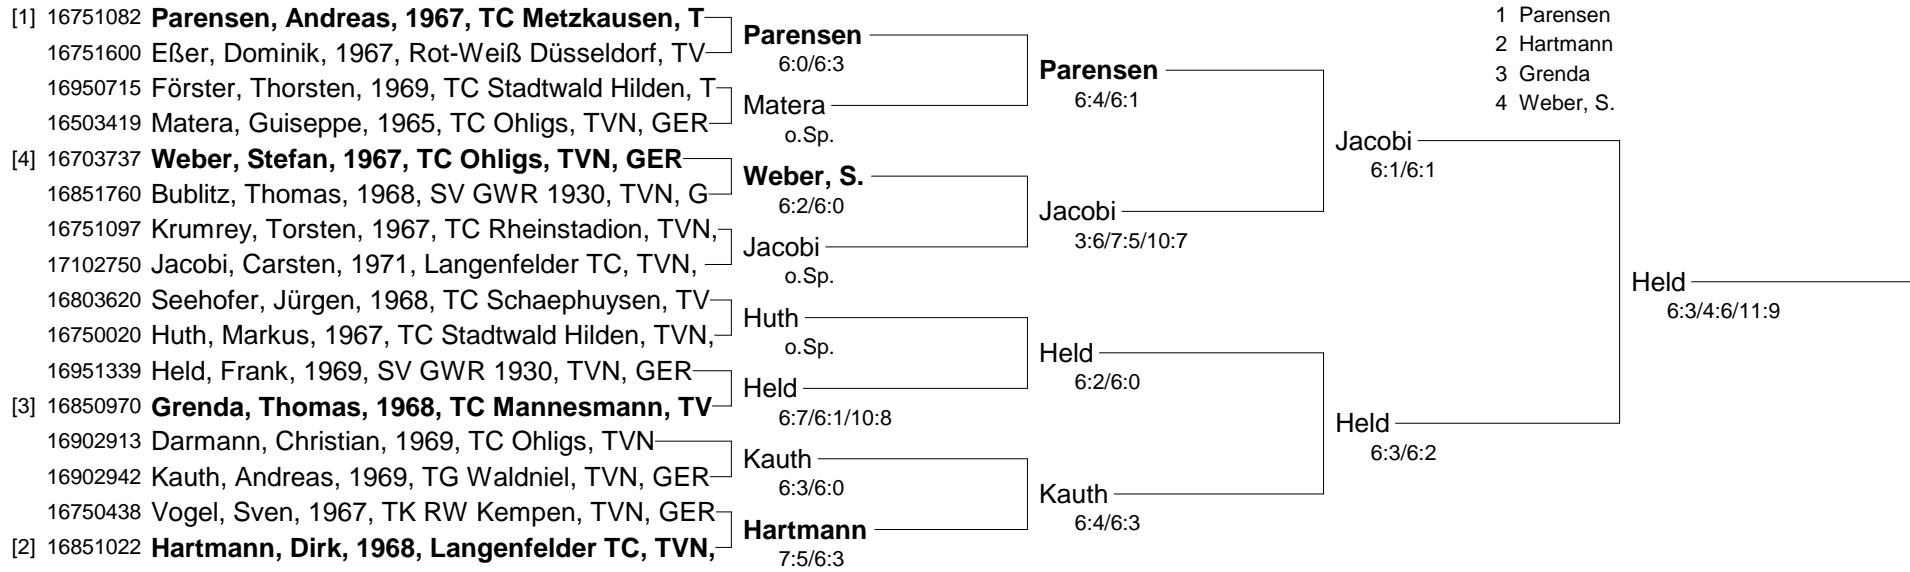 [1] 16751082 Parensen, Andreas, 1967, TC Metzkausen, T
16751600 Eßer, Dominik, 1967, Rot-Weiß Düsseldorf, TV
16950715 Förster, Thorsten, 1969, TC Stadtwald Hilden, T
16503419 Matera, Guiseppe, 1965, TC Ohligs, TVN, GER
[4] 16703737 Weber, Stefan, 1967, TC Ohligs, TVN, GER
16851760 Bublitz, Thomas, 1968, SV GWR 1930, TVN, G
16751097 Krumrey, Torsten, 1967, TC Rheinstadion, TVN,
17102750 Jacobi, Carsten, 1971, Langenfelder TC, TVN,
16803620 Seehofer, Jürgen, 1968, TC Schaephuysen, TV
16750020 Huth, Markus, 1967, TC Stadtwald Hilden, TVN,
16951339 Held, Frank, 1969, SV GWR 1930, TVN, GER
[3] 16850970 Grenda, Thomas, 1968, TC Mannesmann, TV
16902913 Darmann, Christian, 1969, TC Ohligs, TVN
16902942 Kauth, Andreas, 1969, TG Waldniel, TVN, GER
16750438 Vogel, Sven, 1967, TK RW Kempen, TVN, GER
[2] 16851022 Hartmann, Dirk, 1968, Langenfelder TC, TVN,
Parensen
6:0/6:3
Matera
o.Sp.
Weber, S.
6:2/6:0
Jacobi
o.Sp.
Huth
o.Sp.
Held
6:7/6:1/10:8
Kauth
6:3/6:0
Hartmann
7:5/6:3
Parensen
6:4/6:1
Jacobi
3:6/7:5/10:7
Held
6:2/6:0
Kauth
6:4/6:3
Jacobi
6:1/6:1
Held
6:3/6:2
Held
6:3/4:6/11:9
1 Parensen
2 Hartmann
3 Grenda
4 Weber, S.